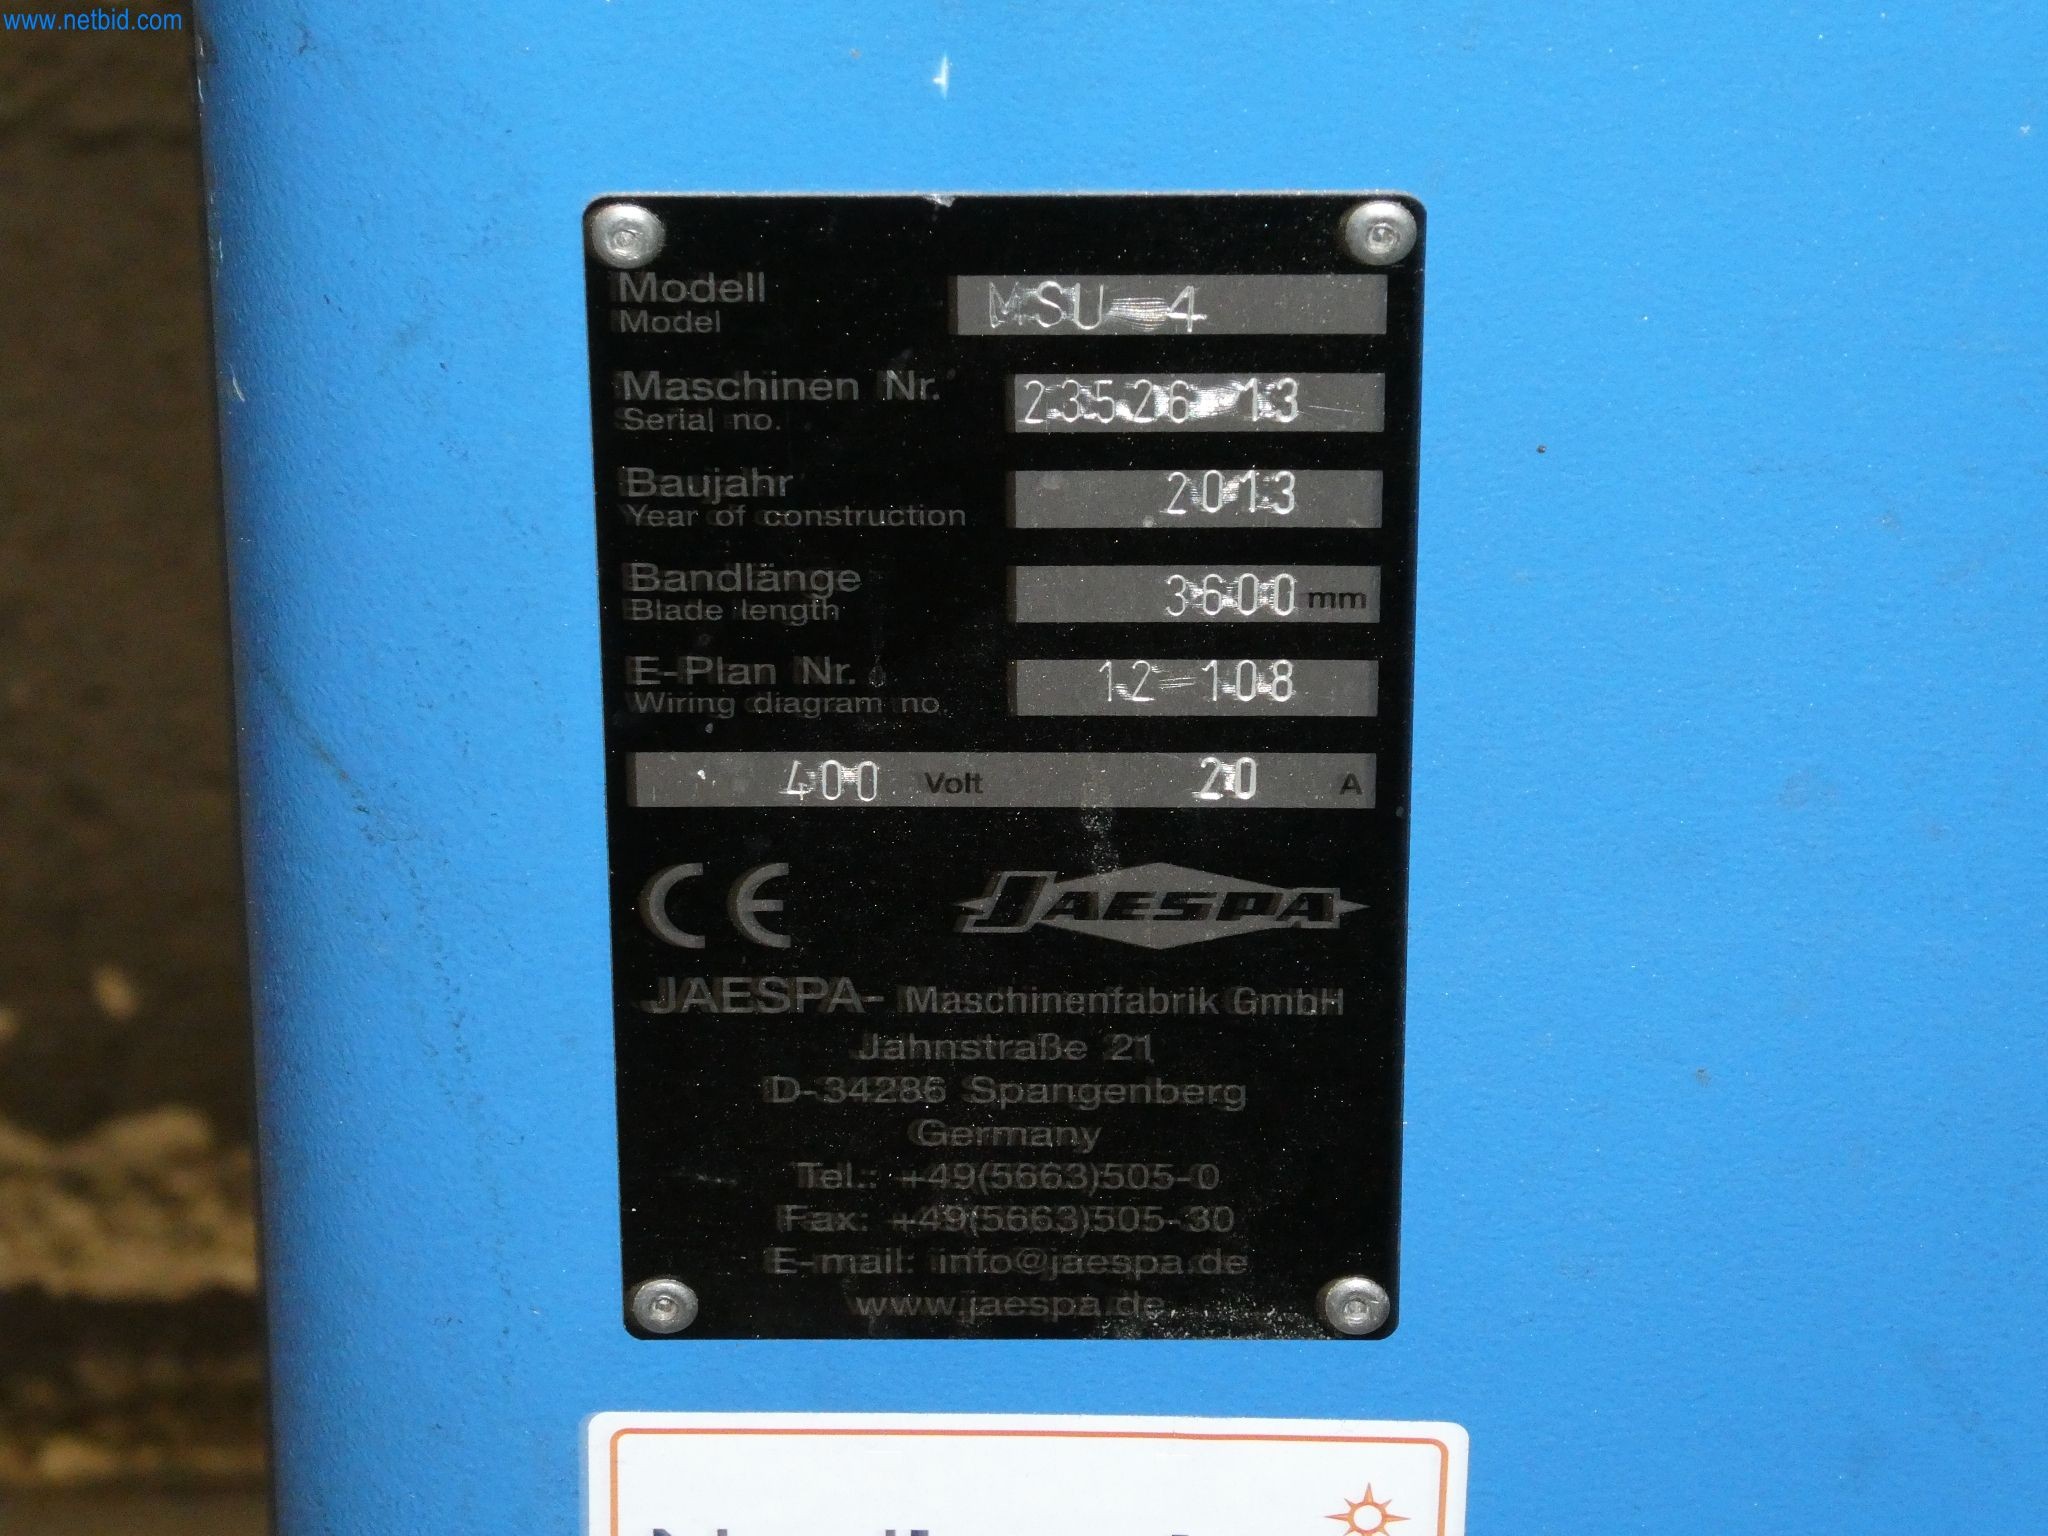 www.netbid.com
Modell MSU-4
Model
Maschinen Nr. 23526-13
Serial no.
Baujahr 2013
Year of construction
Bandlänge 3600 mm
Blade length
E-Plan Nr. 12-108
Wiring diagram no.
400 Volt 20 A
CE JAESPA
JAESPA- Maschinenfabrik GmbH
Jahnstraße 21
D-34286 Spangenberg
Germany
Tel.: +49(5663)505-0
Fax: +49(5663)505-30
E-mail: info@jaespa.de
www.jaespa.de